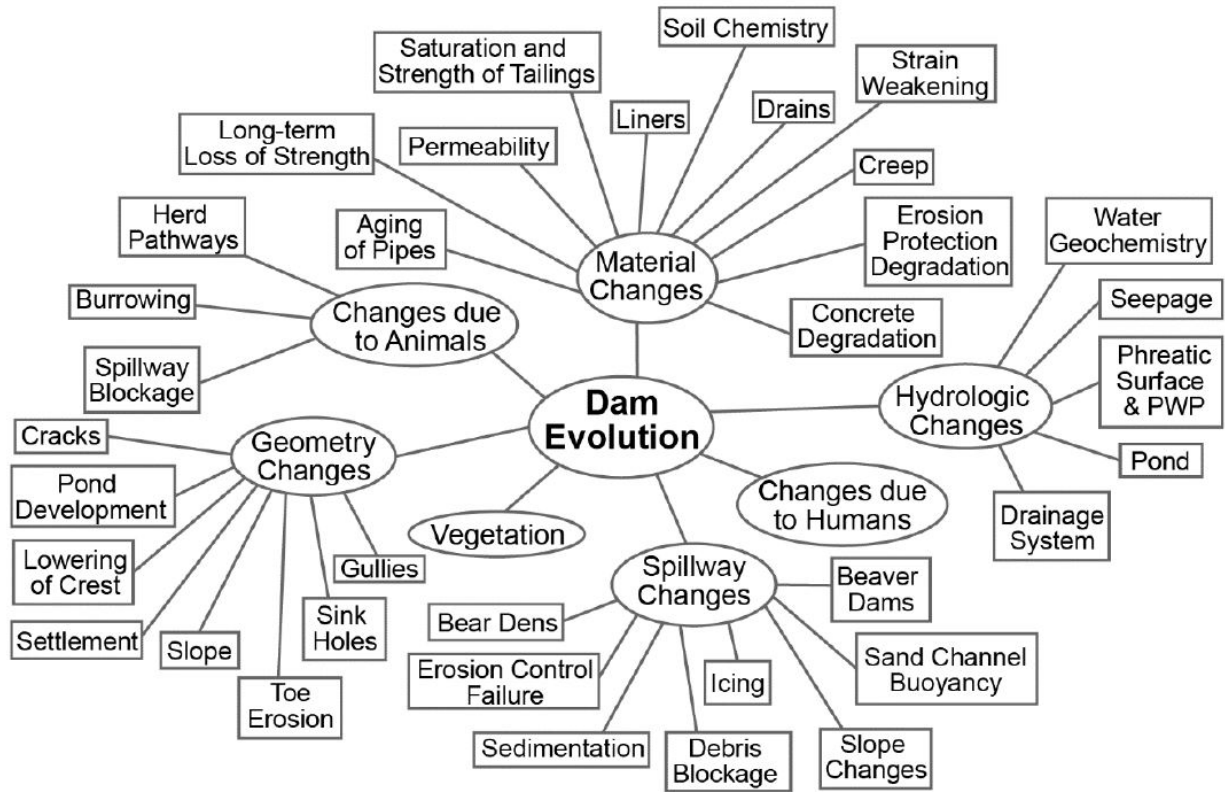 Soil Chemistry
Saturation and
Strength of Tailings
Strain
Weakening
Liners
Drains
Long-term
Loss of Strength
Permeability
Creep
Herd
Pathways
Aging
of Pipes
Material
Changes
Erosion
Protection
Degradation
Water
Geochemistry
Burrowing
Changes due
to Animals
Concrete
Degradation
Seepage
Spillway
Blockage
Phreatic
Surface
& PWP
Dam
Evolution
Hydrologic
Changes
Cracks
Geometry
Changes
Pond
Pond
Development
Changes due
to Humans
Vegetation
Drainage
System
Lowering
of Crest
Gullies
Spillway
Changes
Beaver
Dams
Settlement
Slope
Sink
Holes
Bear Dens
Toe
Erosion
Erosion Control
Failure
Icing
Sand Channel
Buoyancy
Sedimentation
Debris
Blockage
Slope
Changes